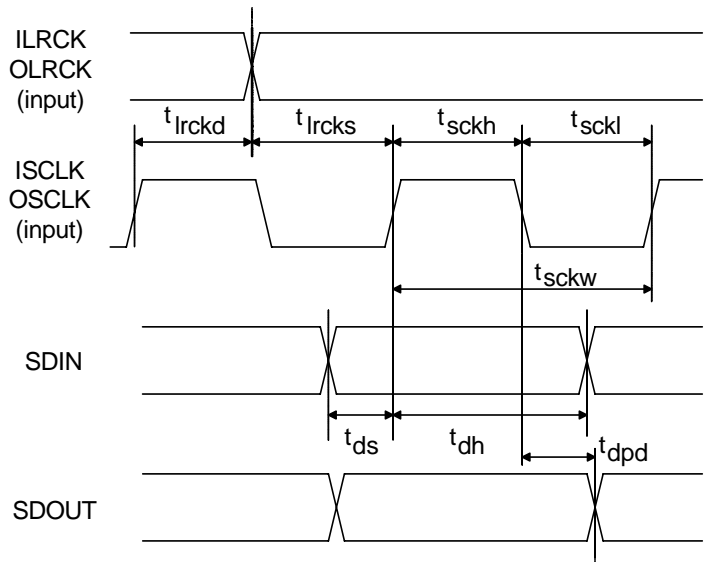 ILRCK
OLRCK
(input)
tlrckd
tlrcks
tsckh
tsckl
ISCLK
OSCLK
(input)
tsckw
SDIN
tds
tdh
tdpd
SDOUT